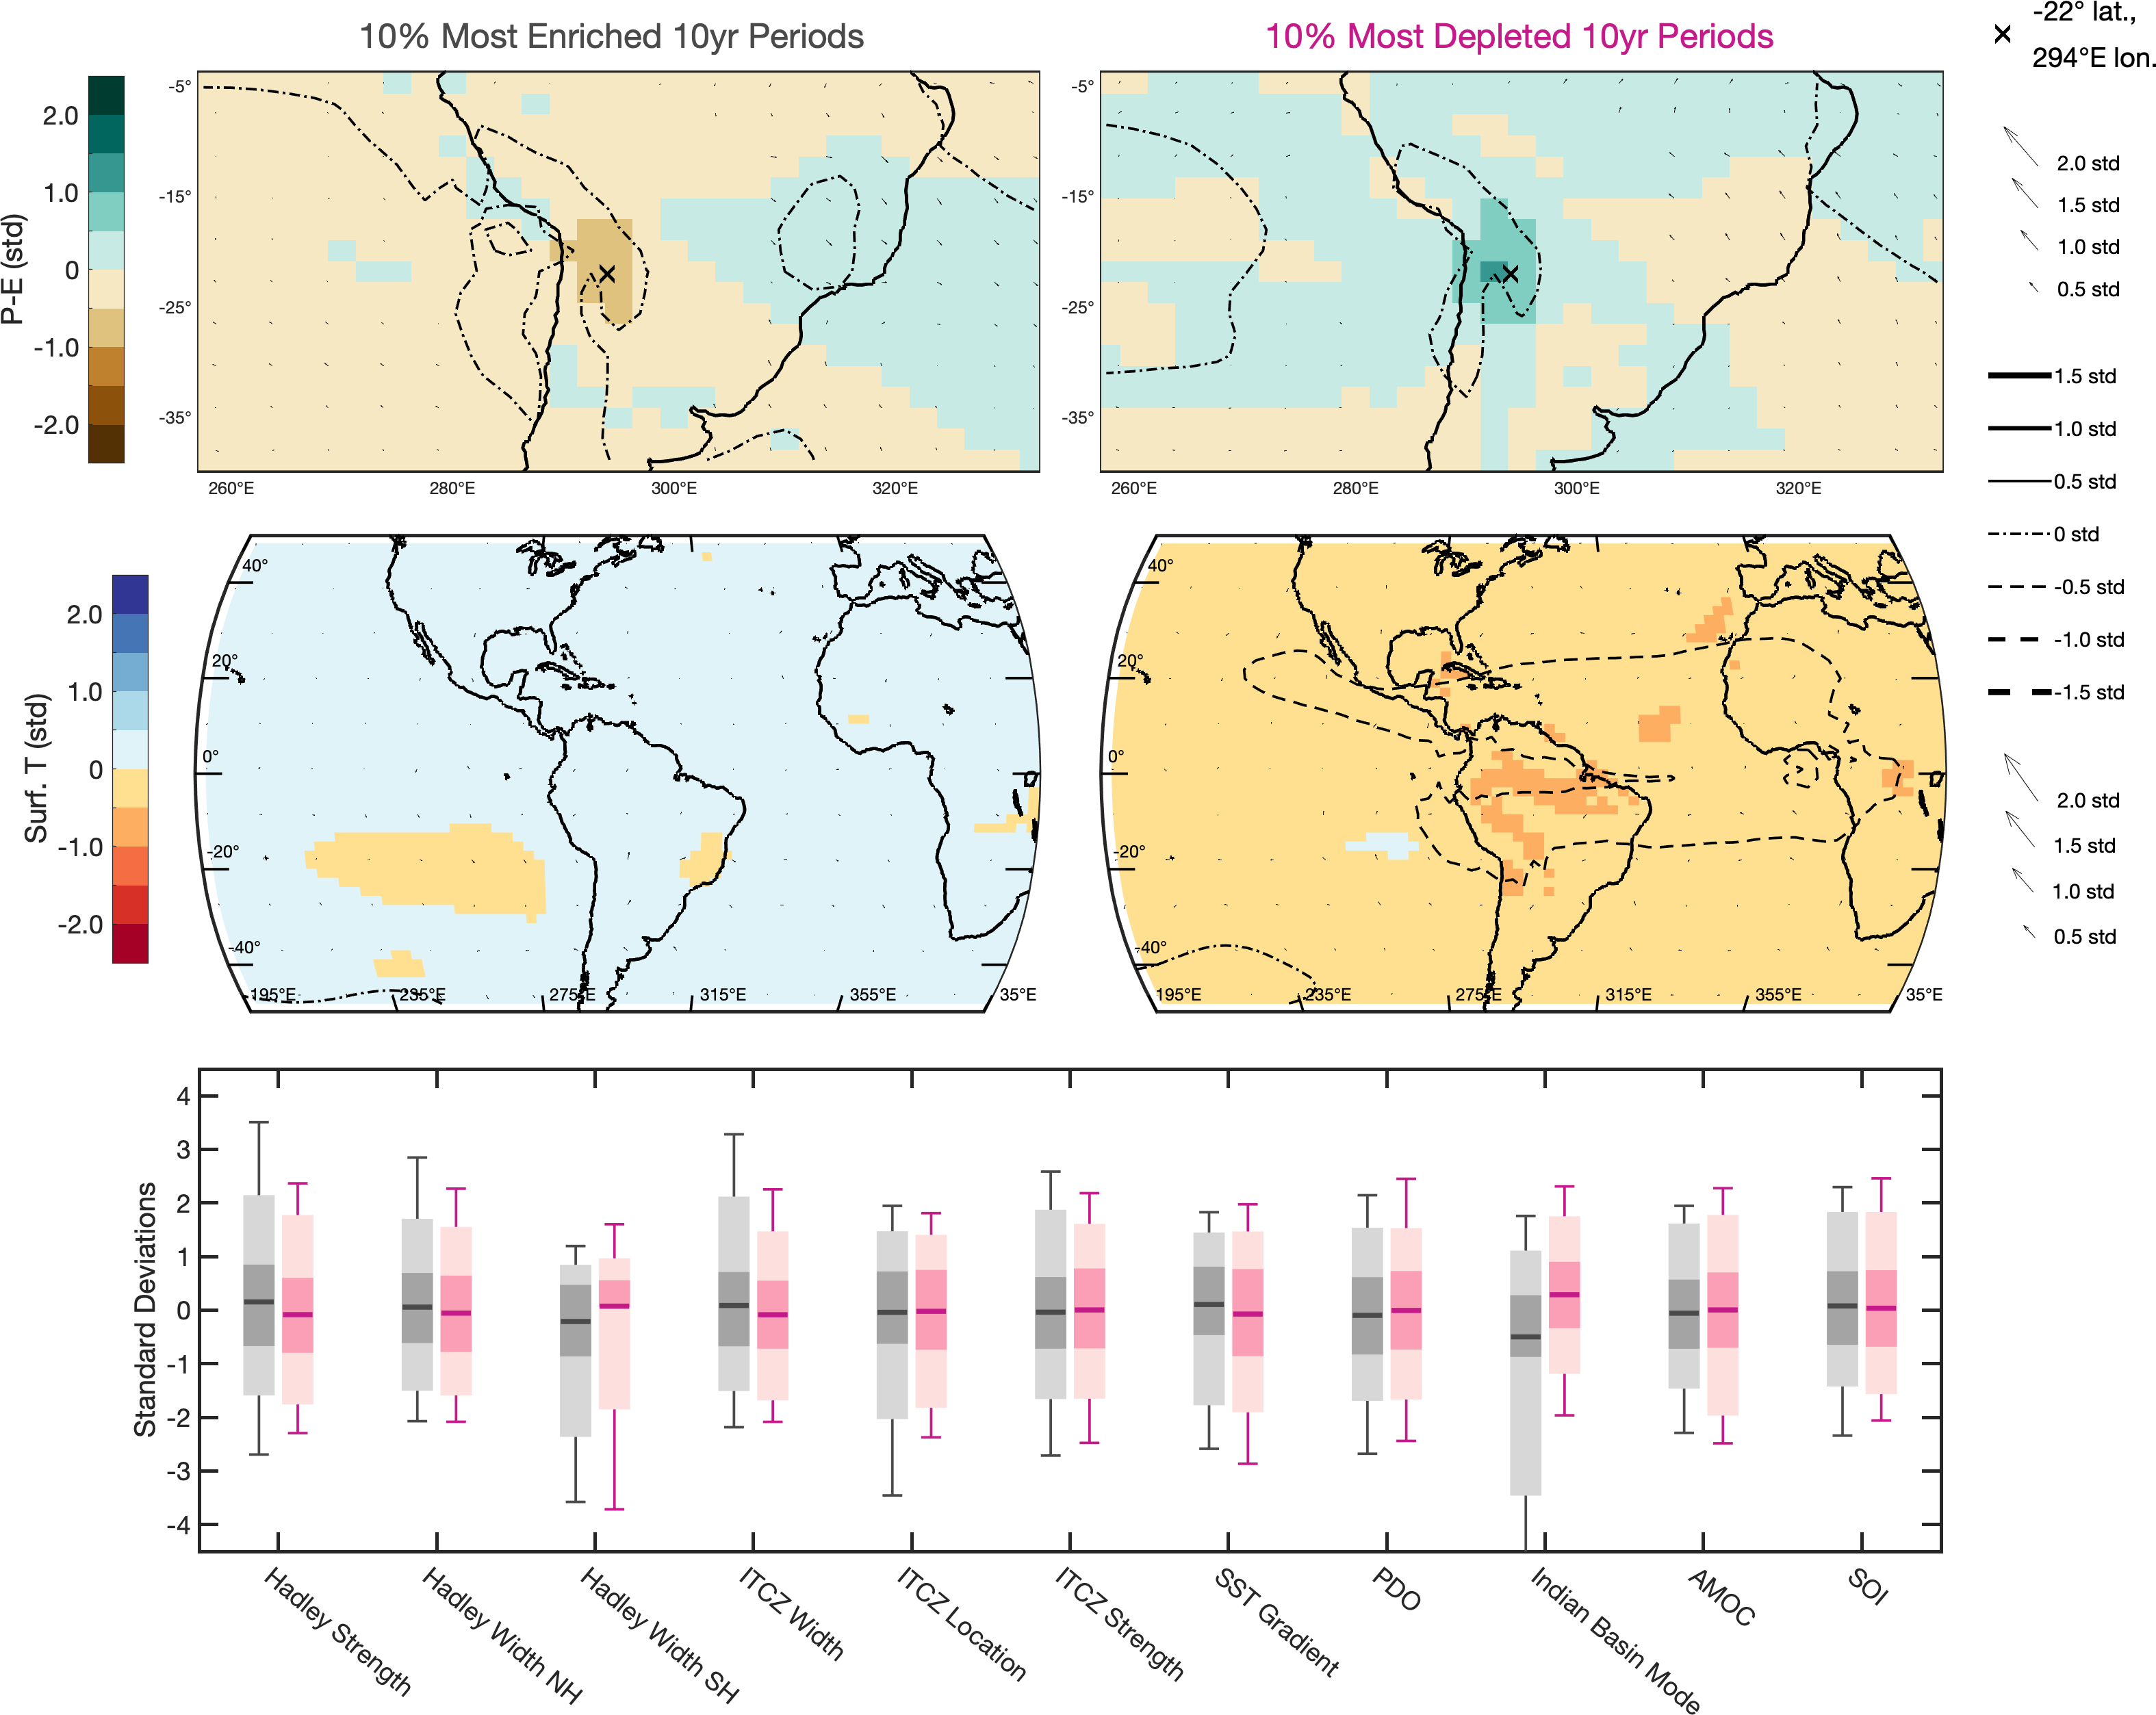 10% Most Enriched 10yr Periods
10% Most Depleted 10yr Periods
-22° lat.,
294°E lon.
P-E (std)
2.0
1.0
0
-1.0
-2.0
-5°
-15°
-25°
-35°
260°E
280°E
300°E
320°E
-5°
-15°
-25°
-35°
260°E
280°E
300°E
320°E
2.0 std
1.5 std
1.0 std
0.5 std
1.5 std
1.0 std
0.5 std
0 std
-0.5 std
-1.0 std
-1.5 std
Surf. T (std)
2.0
1.0
0
-1.0
-2.0
40°
20°
0°
-20°
-40°
195°E
235°E
275°E
315°E
355°E
35°E
40°
20°
0°
-20°
-40°
195°E
235°E
275°E
315°E
355°E
35°E
2.0 std
1.5 std
1.0 std
0.5 std
Standard Deviations
4
3
2
1
0
-1
-2
-3
-4
Hadley Strength
Hadley Width NH
Hadley Width SH
ITCZ Width
ITCZ Location
ITCZ Strength
SST Gradient
PDO
Indian Basin Mode
AMOC
SOI